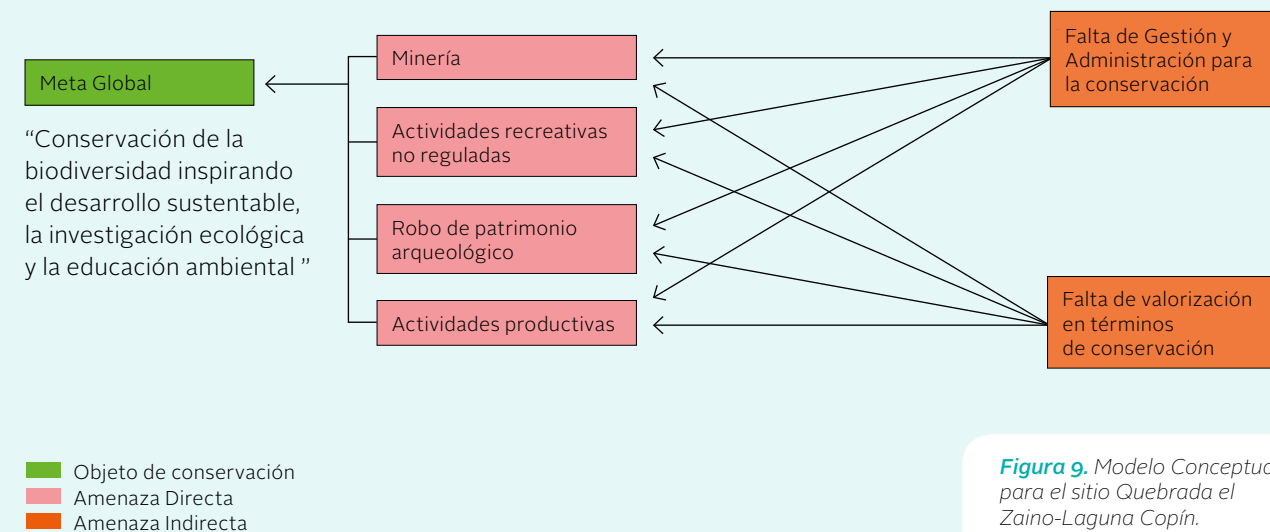 Meta Global
“Conservación de la
biodiversidad inspirando
el desarrollo sustentable,
la investigación ecológica
y la educación ambiental ”
Minería
Actividades recreativas
no reguladas
Robo de patrimonio
arqueológico
Actividades productivas
Falta de Gestión y
Administración para
la conservación
Falta de valorización
en términos
de conservación
Objeto de conservación
Amenaza Directa
Amenaza Indirecta
Figura 9. Modelo Conceptua
para el sitio Quebrada el
Zaino-Laguna Copín.